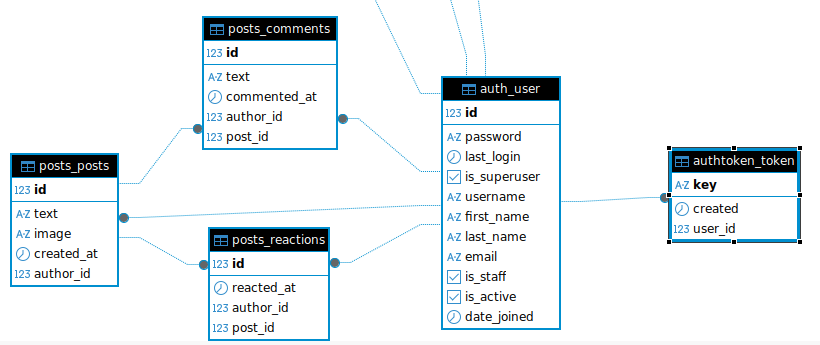 posts_comments
123 id
A-Z text
commented_at
123 author_id
123 post_id
posts_posts
123 id
A-Z text
A-Z image
created_at
123 author_id
posts_reactions
123 id
reacted_at
123 author_id
123 post_id
auth_user
123 id
A-Z password
last_login
is_superuser
A-Z username
A-Z first_name
A-Z last_name
A-Z email
is_staff
is_active
date_joined
authtoken_token
A-Z key
created
123 user_id